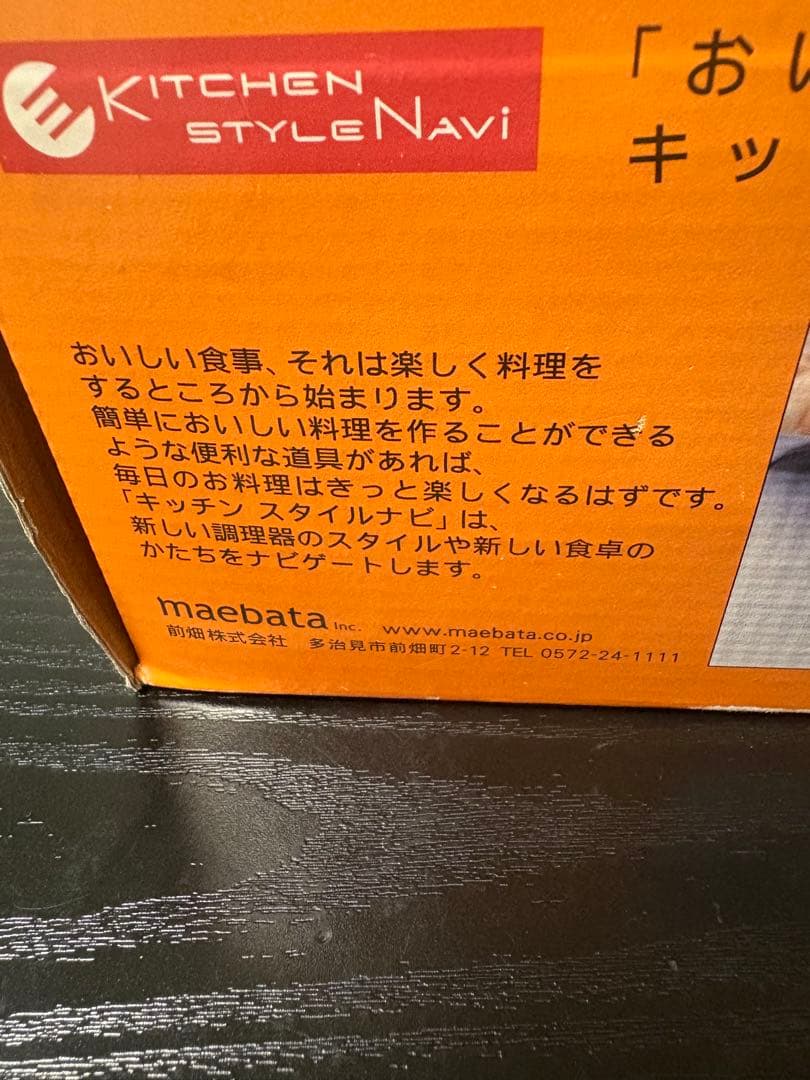 KITCHEN
STYLE NAVi
「お
キッ
おいしい食事、それは楽しく料理を
するところから始まります。
簡単においしい料理を作ることができる
ような便利な道具があれば、
毎日のお料理はきっと楽しくなるはずです。
「キッチン スタイルナビ」は、
新しい調理器のスタイルや新しい食卓の
かたちをナビゲートします。
maebata Inc. www.maebata.co.jp
前畑株式会社 多治見市前畑町2-12 TEL 0572-24-1111